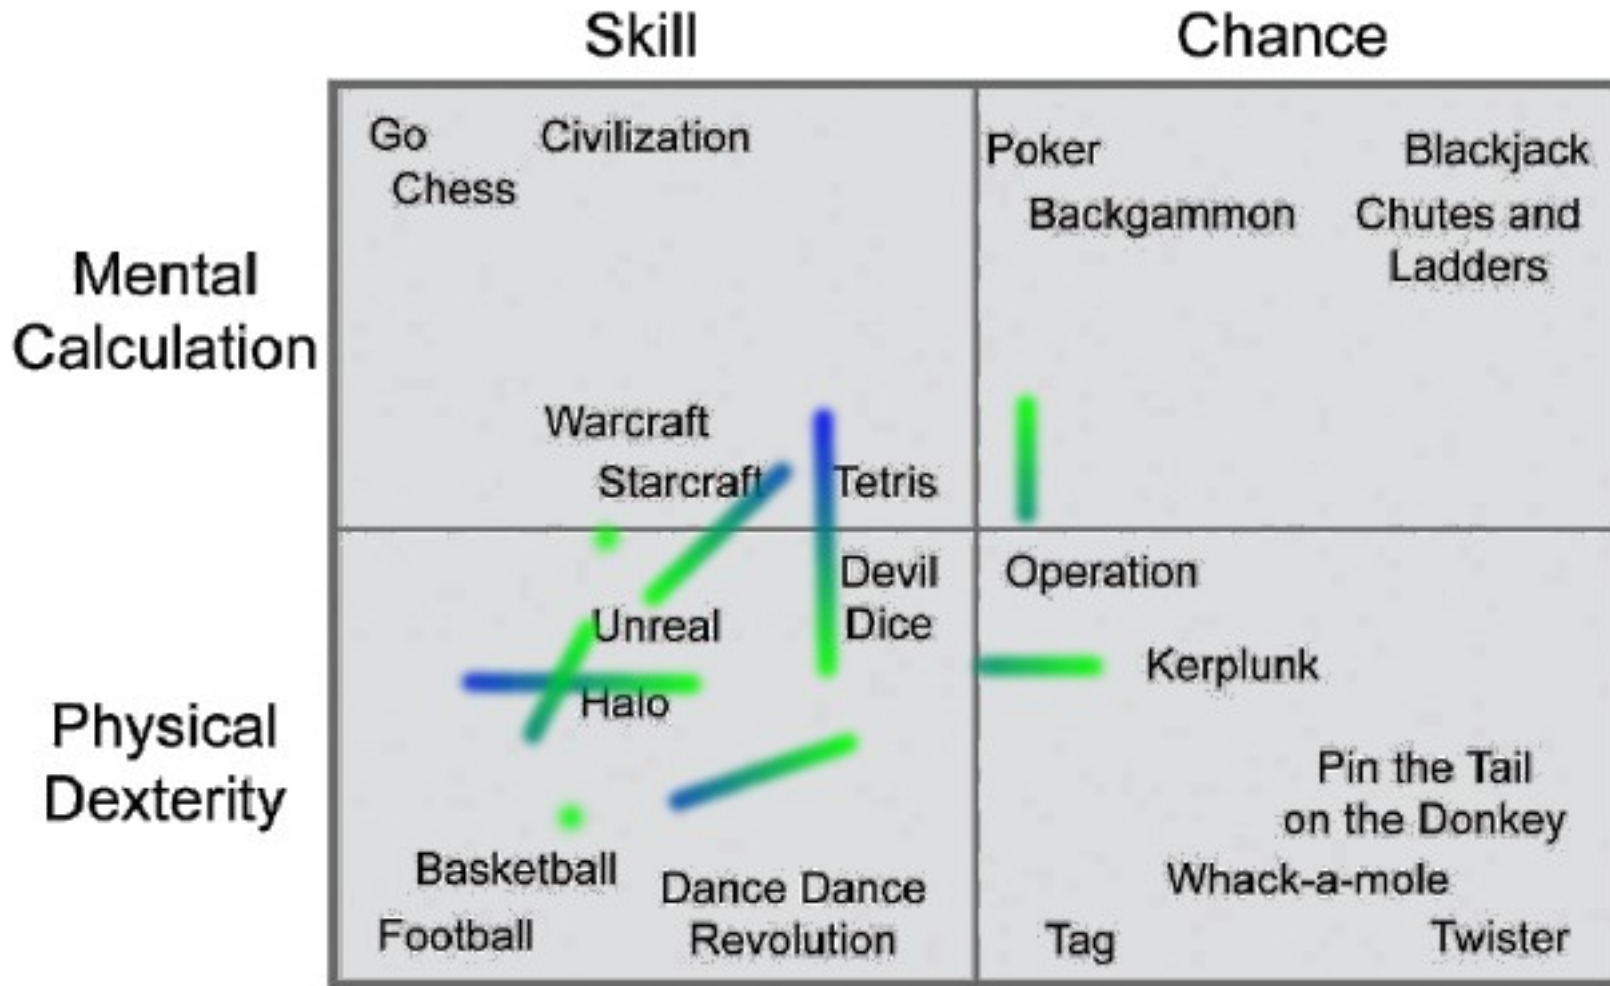 Skill
Chance
Go
Civilization
Chess
Poker
Blackjack
Backgammon
Chutes and
Ladders
Mental
Calculation
Warcraft
Starcraft
Tetris
Devil
Dice
Operation
Unreal
Halo
Kerplunk
Physical
Dexterity
Pin the Tail
on the Donkey
Basketball
Dance Dance
Revolution
Whack-a-mole
Football
Tag
Twister